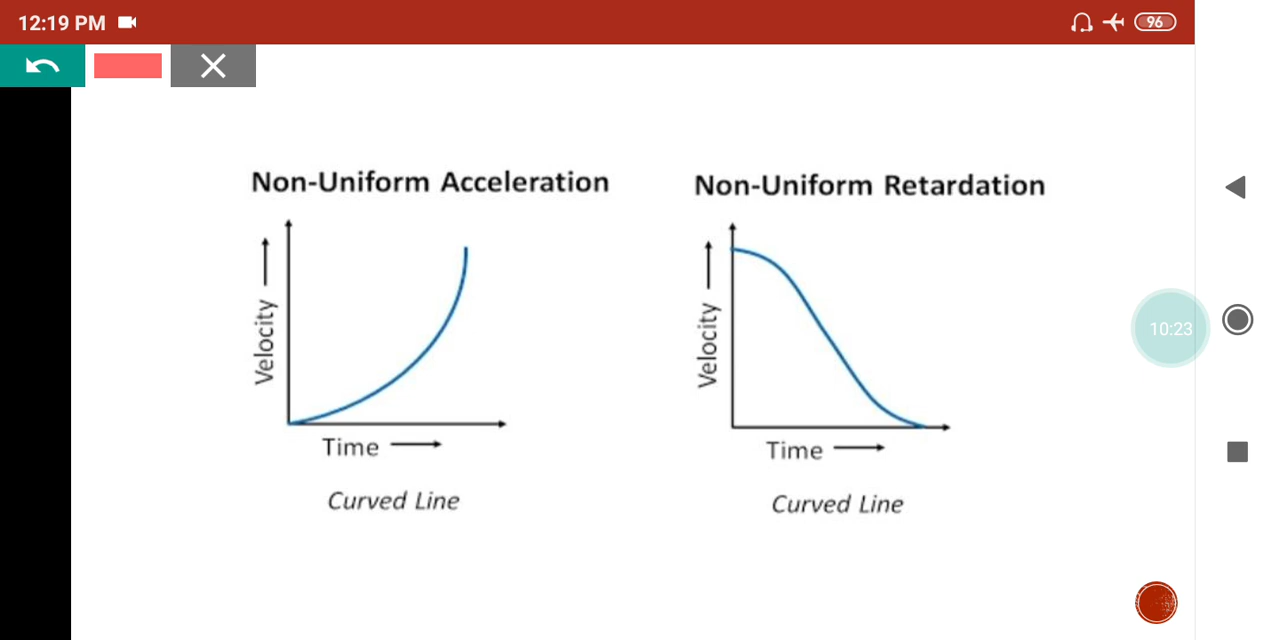 12:19 PM
96
Non-Uniform Acceleration
Non-Uniform Retardation
Velocity
Velocity
10:23
Time
Time
Curved Line
Curved Line